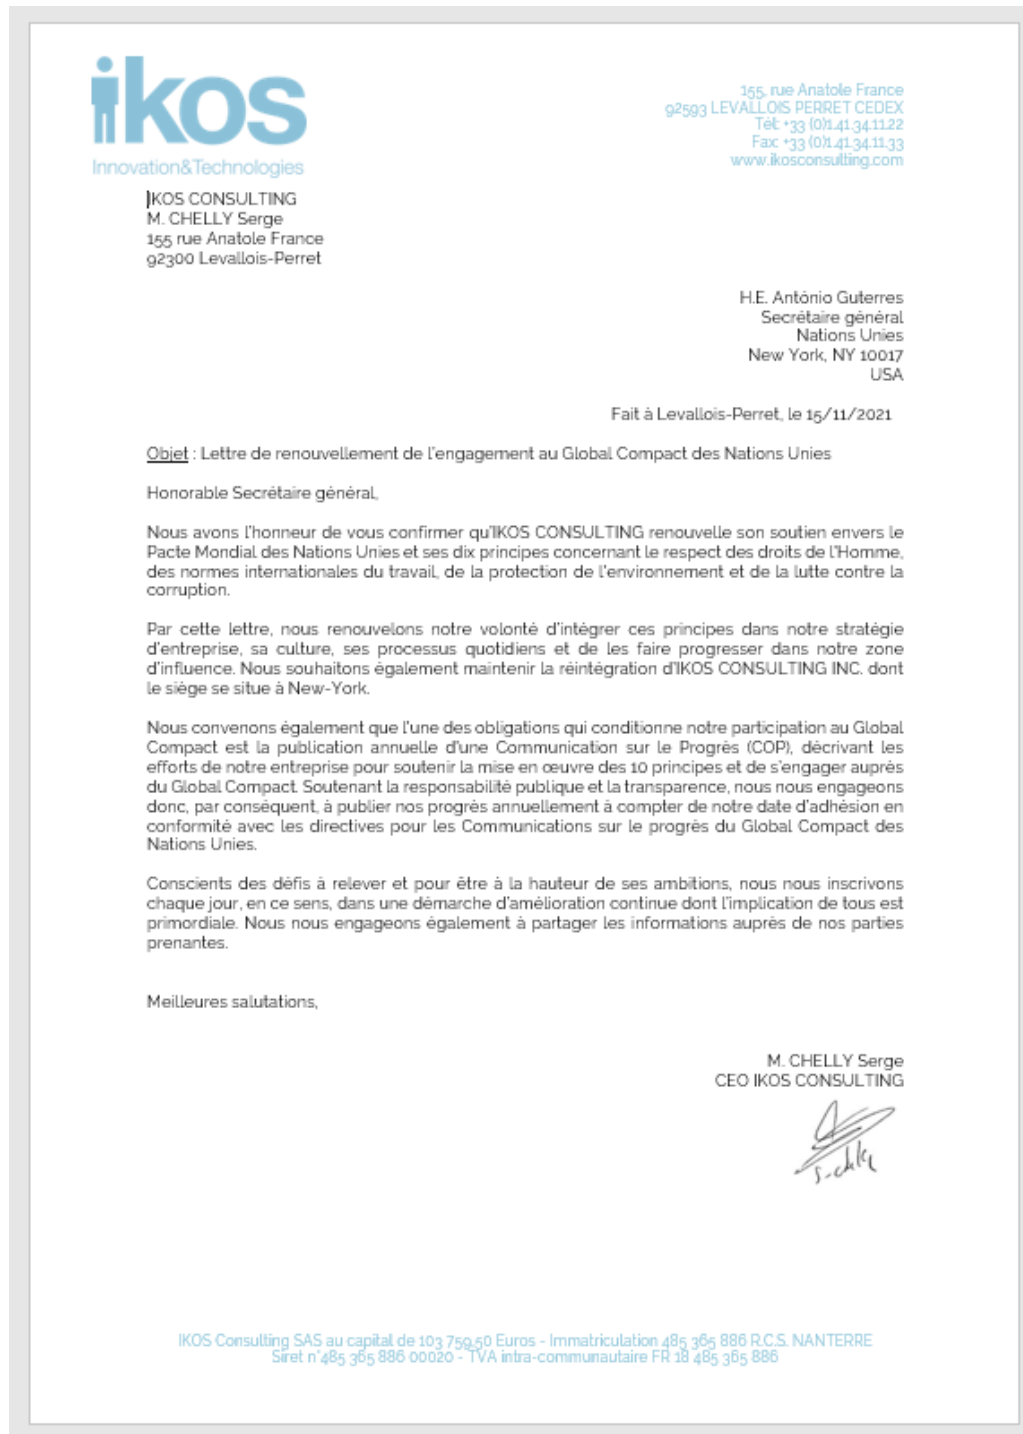 ikos
Innovation&Technologies
155, rue Anatole France
92593 LEVALLOIS PERRET CEDEX
Tél: +33 (0)1.41.34.11.22
Fax: +33 (0)1.41.34.11.33
www.ikosconsulting.com
IKOS CONSULTING
M. CHELLY Serge
155 rue Anatole France
92300 Levallois-Perret
H.E. António Guterres
Secrétaire général
Nations Unies
New York, NY 10017
USA
Fait à Levallois-Perret, le 15/11/2021
Objet : Lettre de renouvellement de l'engagement au Global Compact des Nations Unies
Honorable Secrétaire général,
Nous avons l'honneur de vous confirmer qu'IKOS CONSULTING renouvelle son soutien envers le
Pacte Mondial des Nations Unies et ses dix principes concernant le respect des droits de l'Homme,
des normes internationales du travail, de la protection de l'environnement et de la lutte contre la
corruption.
Par cette lettre, nous renouvelons notre volonté d'intégrer ces principes dans notre stratégie
d'entreprise, sa culture, ses processus quotidiens et de les faire progresser dans notre zone
d'influence. Nous souhaitons également maintenir la réintégration d'IKOS CONSULTING INC. dont
le siège se situe à New-York.
Nous convenons également que l'une des obligations qui conditionne notre participation au Global
Compact est la publication annuelle d'une Communication sur le Progrès (COP), décrivant les
efforts de notre entreprise pour soutenir la mise en œuvre des 10 principes et de s'engager auprès
du Global Compact. Soutenant la responsabilité publique et la transparence, nous nous engageons
donc, par conséquent, à publier nos progrès annuellement à compter de notre date d'adhésion en
conformité avec les directives pour les Communications sur le progrès du Global Compact des
Nations Unies.
Conscients des défis à relever et pour être à la hauteur de ses ambitions, nous nous inscrivons
chaque jour, en ce sens, dans une démarche d'amélioration continue dont l'implication de tous est
primordiale. Nous nous engageons également à partager les informations auprès de nos parties
prenantes.
Meilleures salutations,
M. CHELLY Serge
CEO IKOS CONSULTING
IKOS Consulting SAS au capital de 103 759,50 Euros - Immatriculation 485 365 886 R.C.S. NANTERRE
Siret n°485 365 886 00020 - TVA intra-communautaire FR 18 485 365 886